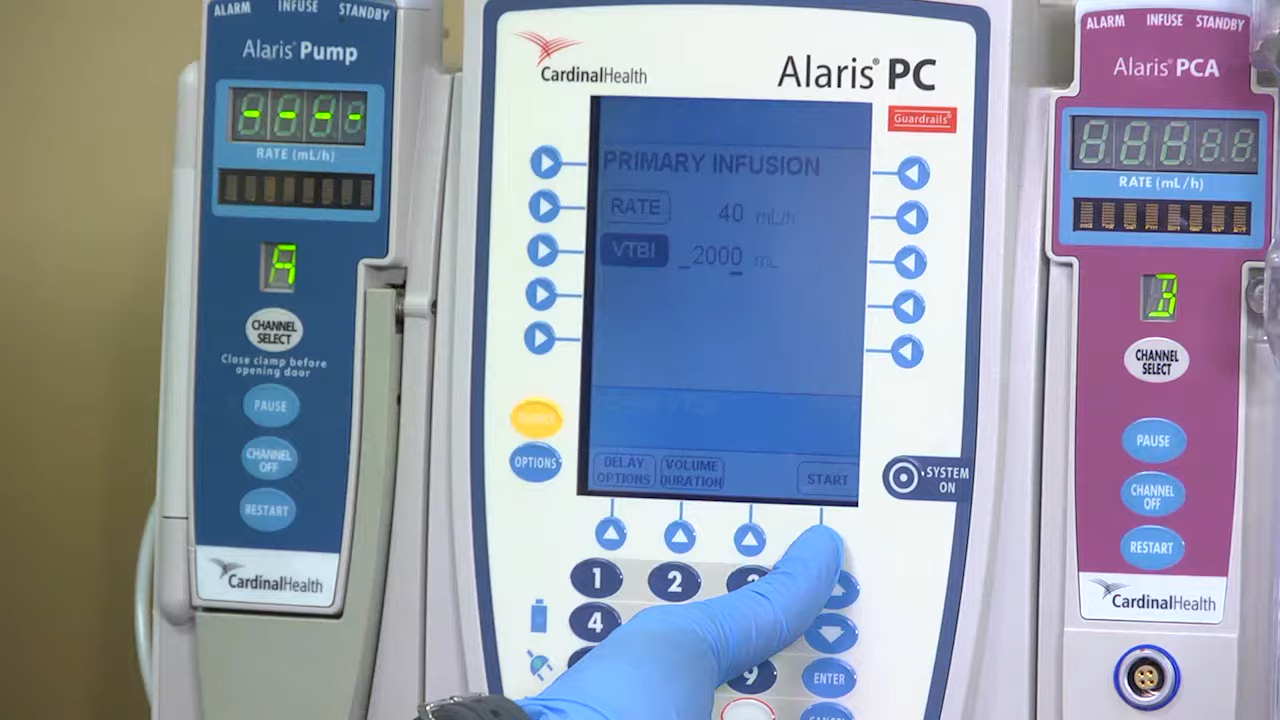 ALARM INFUSE STANDBY
Alaris® Pump
- - - -
RATE (mL/h)
A
CHANNEL
SELECT
Close clamp before
opening door
PAUSE
CHANNEL
OFF
RESTART
CardinalHealth
CardinalHealth
Alaris® PC
Guardrails®
PRIMARY INFUSION
RATE 40 mL/h
VTBI _2000 mL
DELAY
OPTIONS
VOLUME
DURATION
START
OPTIONS
SYSTEM
ON
1 2
4
9
ENTER
CANCEL
ALARM INFUSE STANDBY
Alaris® PCA
RATE (mL/h)
B
CHANNEL
SELECT
PAUSE
CHANNEL
OFF
RESTART
CardinalHealth